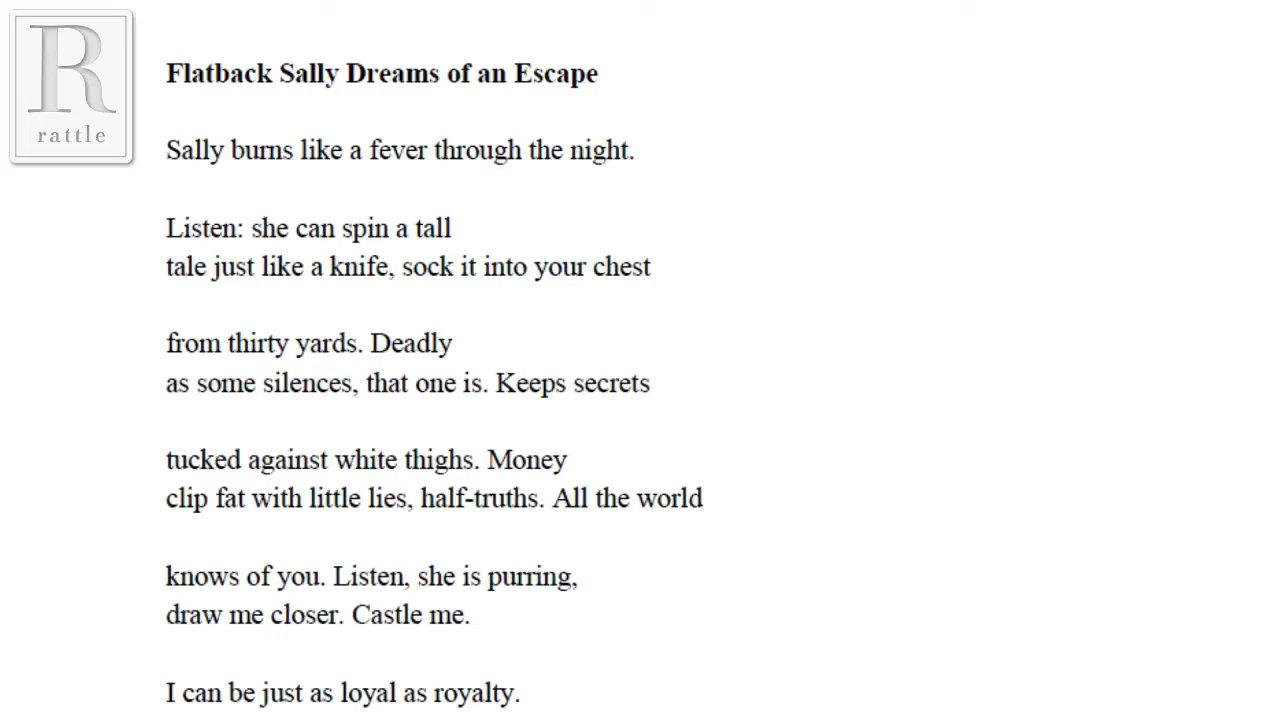 R
rattle
Flatback Sally Dreams of an Escape
Sally burns like a fever through the night.
Listen: she can spin a tall
tale just like a knife, sock it into your chest
from thirty yards. Deadly
as some silences, that one is. Keeps secrets
tucked against white thighs. Money
clip fat with little lies, half-truths. All the world
knows of you. Listen, she is purring,
draw me closer. Castle me.
I can be just as loyal as royalty.